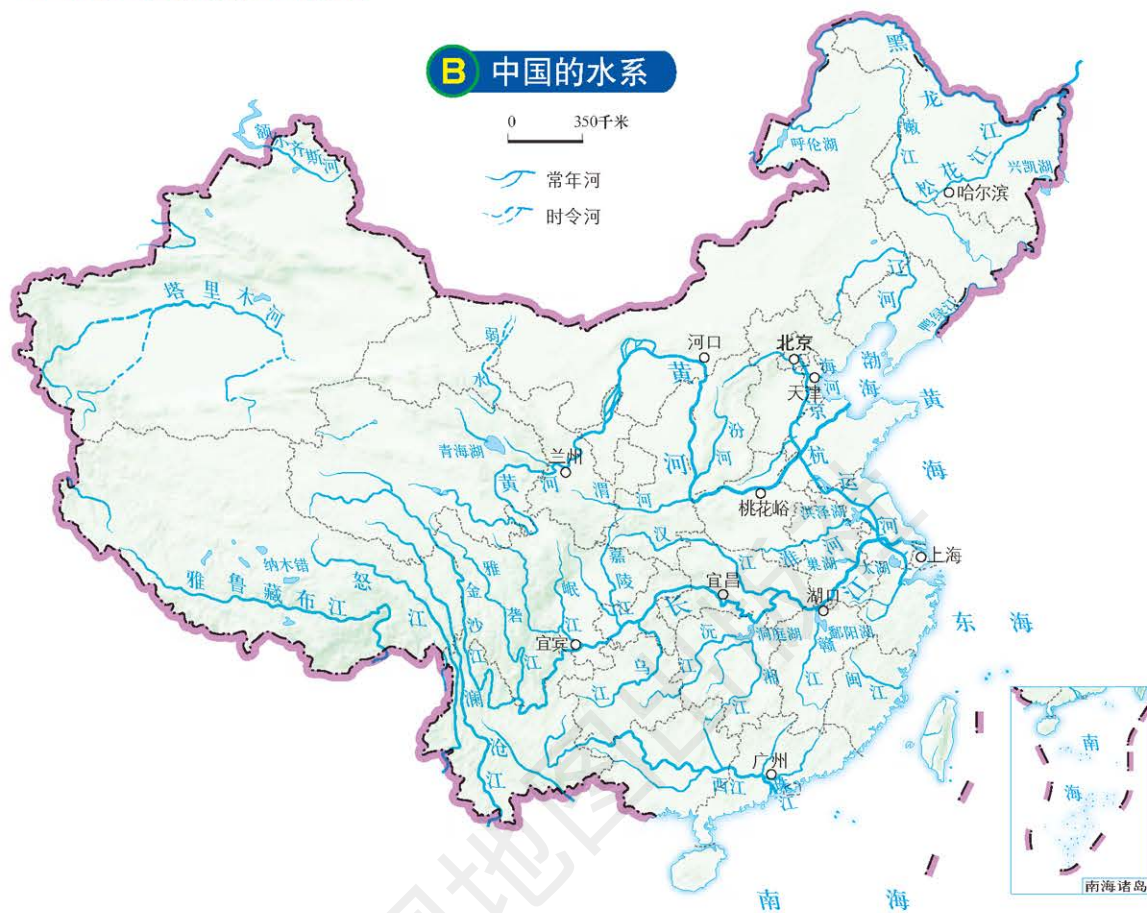 B 中国的水系
0 350千米
常年河
时令河
黑龙江
嫩江
松花江
呼伦湖
兴凯湖
哈尔滨
额尔齐斯河
塔里木河
弱水
辽河
鸭绿江
河口
北京
天津
海河
渤海
黄海
京杭运河
黄河
汾河
青海湖
兰州
黄河
渭河
桃花峪
洪泽湖
淮河
巢湖
太湖
上海
汉江
嘉陵江
岷江
雅砻江
金沙江
怒江
澜沧江
纳木错
雅鲁藏布江
宜宾
宜昌
长江
湖口
洞庭湖
鄱阳湖
沅江
乌江
湘江
赣江
闽江
东海
广州
西江
珠江
南海
南海
南海诸岛